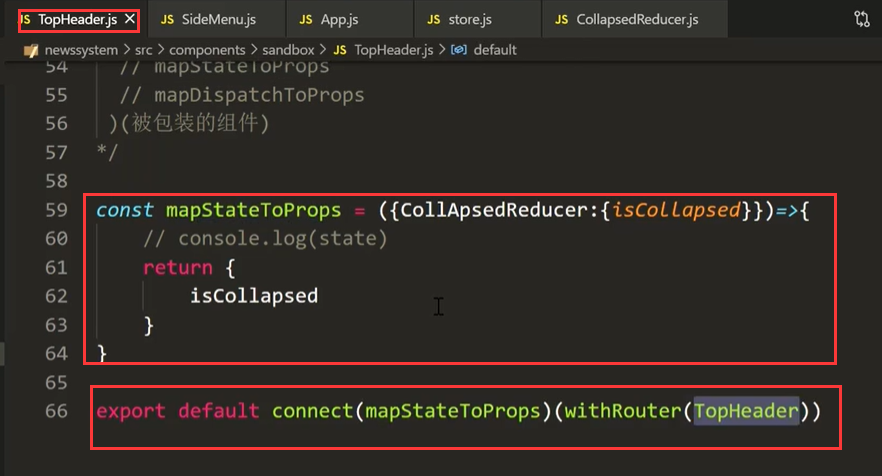 JS TopHeader.js JS SideMenu.js JS App.js JS store.js JS CollapsedReducer.js
newssystem > src > components > sandbox > JS TopHeader.js > default
54 // mapStateToProps
55 // mapDispatchToProps
56 )(被包装的组件)
57 */
58
59 const mapStateToProps = ({CollApsedReducer:{isCollapsed}})=>{
60 // console.log(state)
61 return {
62 isCollapsed
63 }
64 }
65
66 export default connect(mapStateToProps)(withRouter(TopHeader))